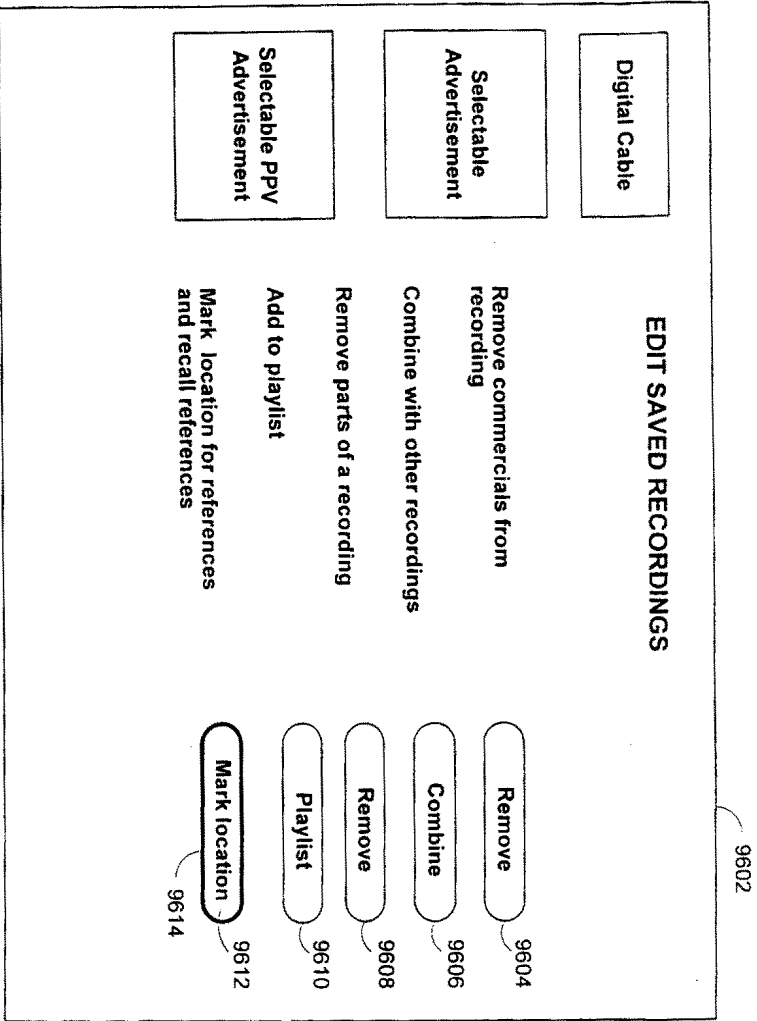 9602
EDIT SAVED RECORDINGS
Digital Cable
Selectable
Advertisement
Selectable PPV
Advertisement
Remove commercials from
recording
Remove
9604
Combine with other recordings
Combine
9606
Remove parts of a recording
Remove
9608
Add to playlist
Playlist
9610
Mark location for references
and recall references
Mark location
9612
9614